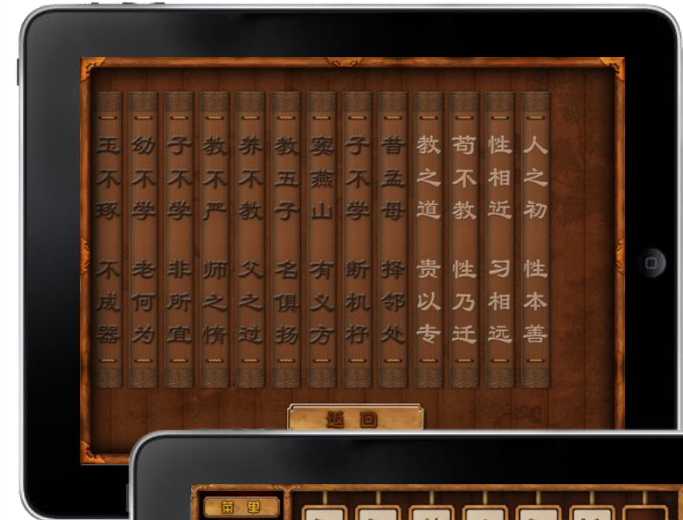 人之初 性本善
性相近 习相远
苟不教 性乃迁
教之道 贵以专
昔孟母 择邻处
子不学 断机杼
窦燕山 有义方
教五子 名俱扬
养不教 父之过
教不严 师之惰
子不学 非所宜
幼不学 老何为
玉不琢 不成器
返回
菜单